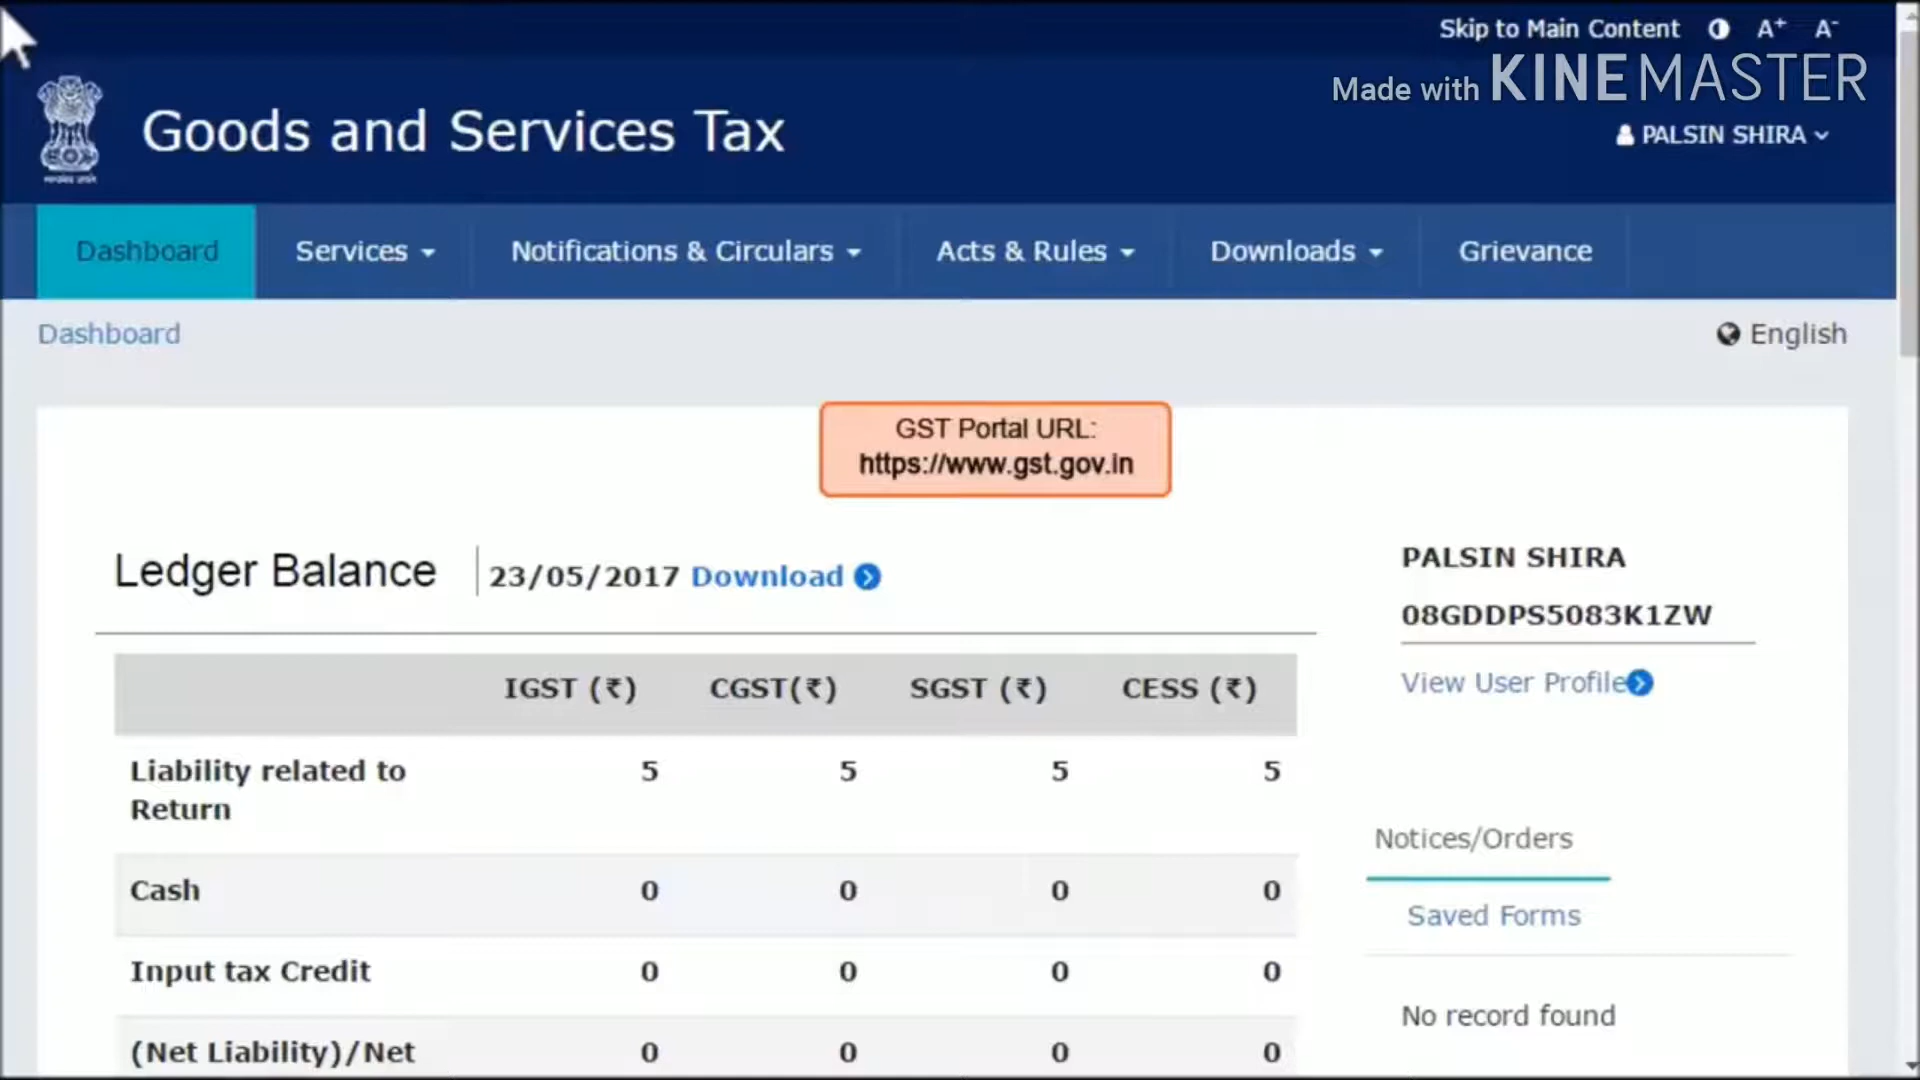 Skip to Main Content A+ A-
Made with KINEMASTER
Goods and Services Tax
PALSIN SHIRA
Dashboard Services Notifications & Circulars Acts & Rules Downloads Grievance
Dashboard
English
GST Portal URL:
https://www.gst.gov.in
Ledger Balance 23/05/2017 Download
PALSIN SHIRA
08GDDPS5083K1ZW
View User Profile
IGST (₹) CGST(₹) SGST (₹) CESS (₹)
Liability related to
Return 5 5 5 5
Cash 0 0 0 0
Input tax Credit 0 0 0 0
(Net Liability)/Net 0 0 0 0
Notices/Orders
Saved Forms
No record found